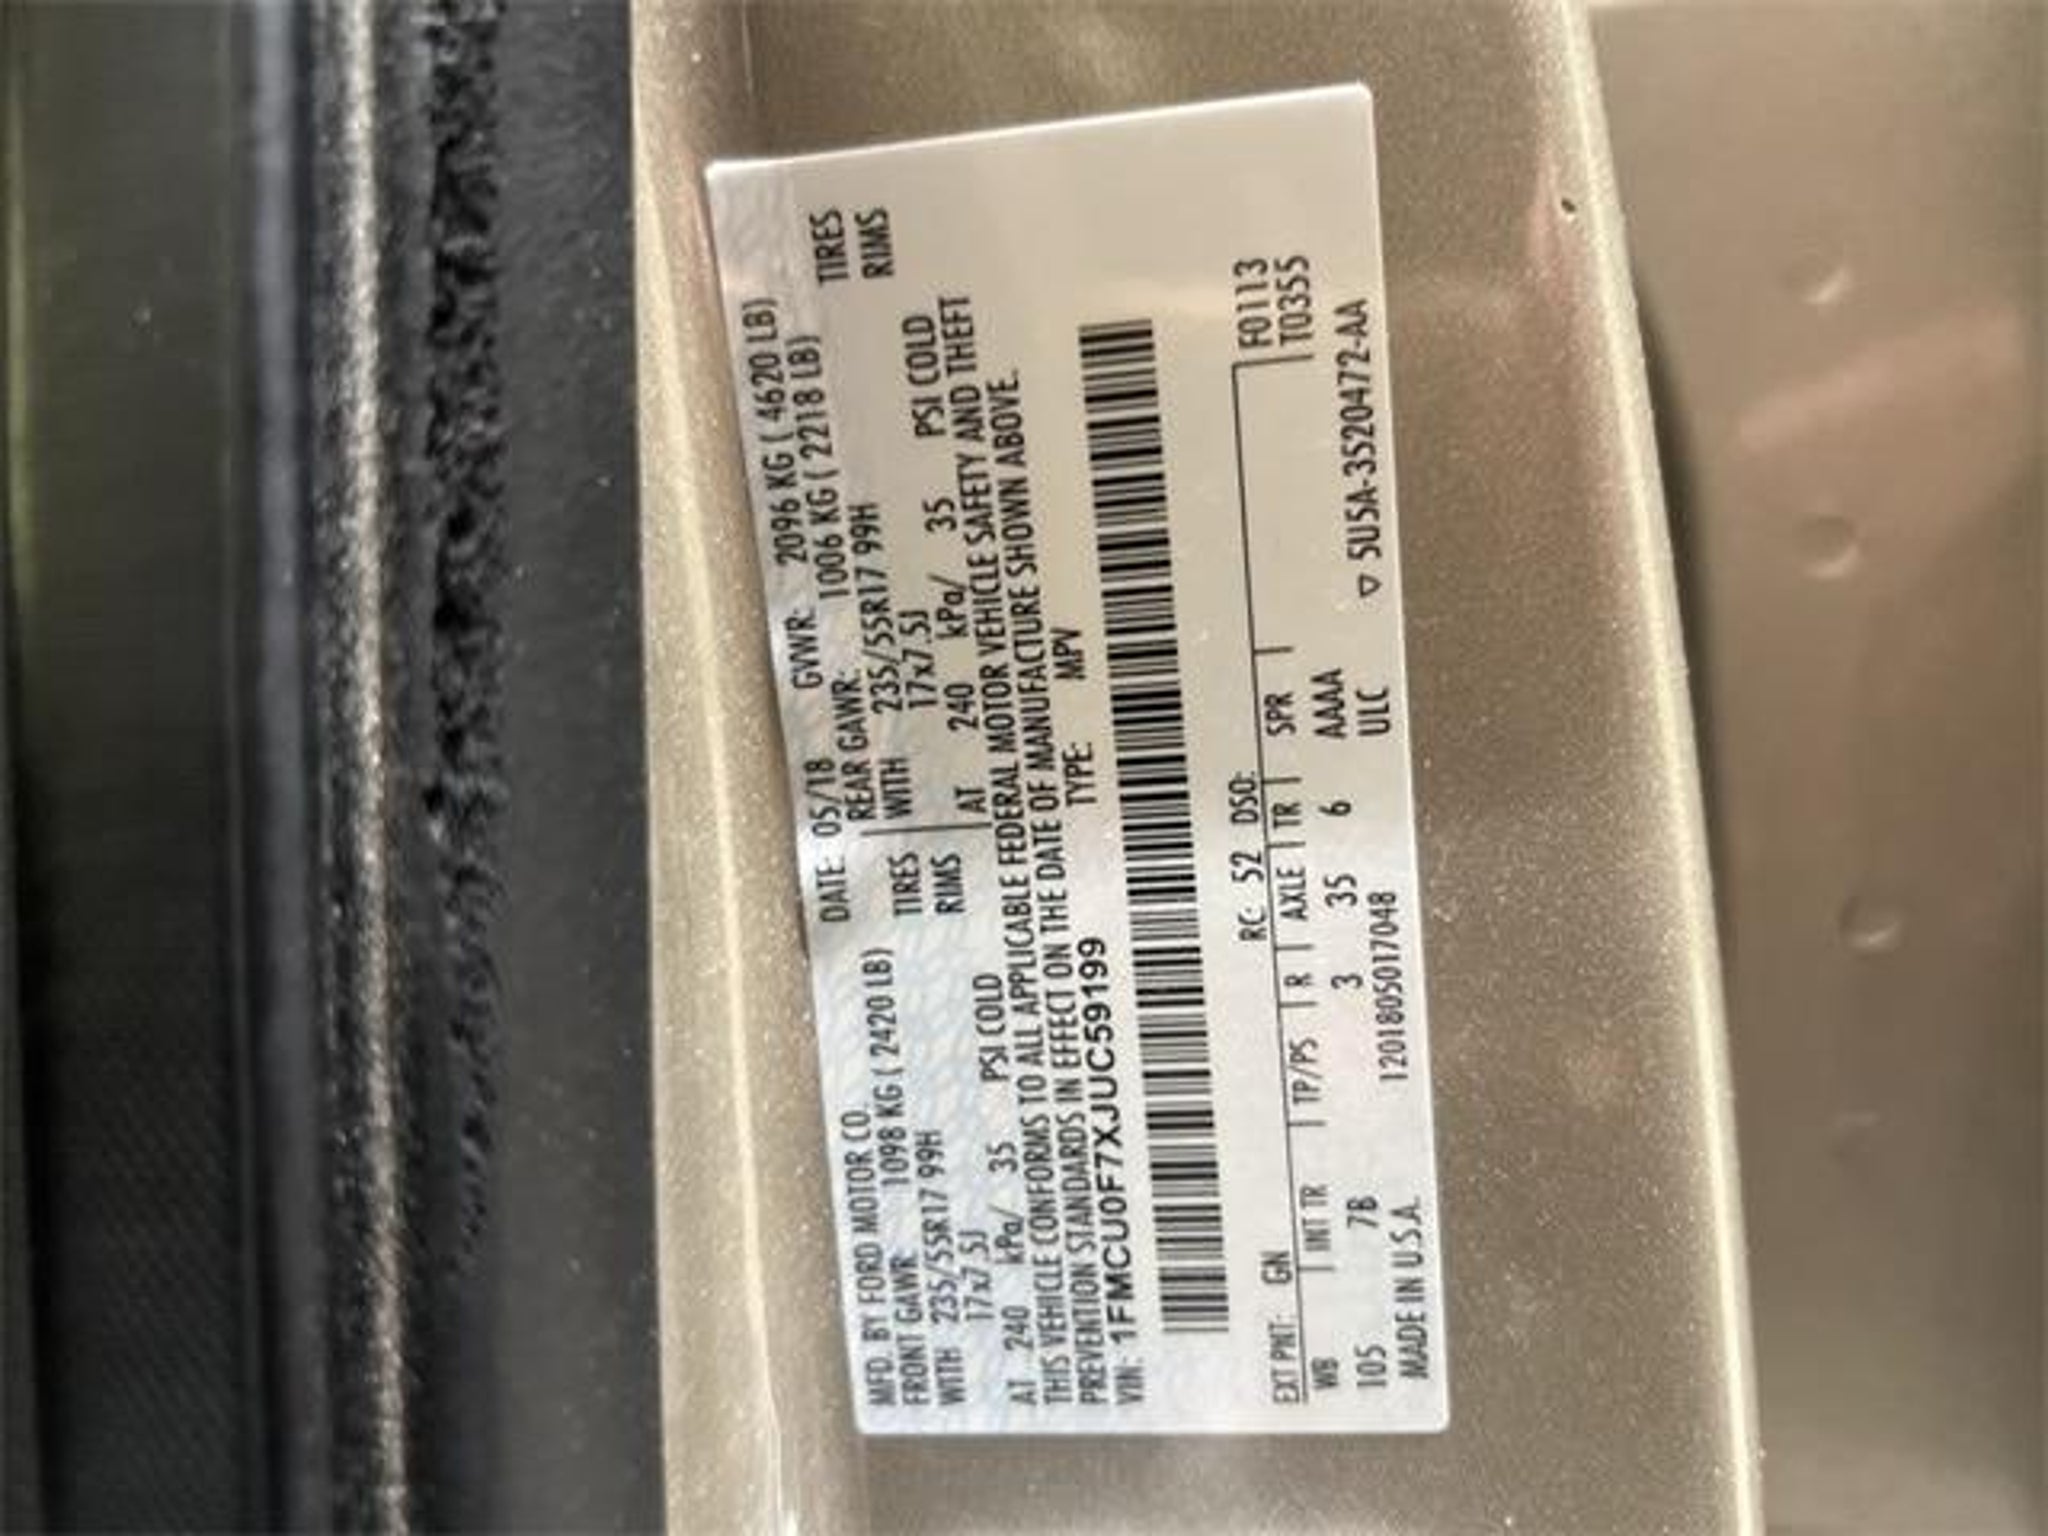 MFD. BY FORD MOTOR CO. DATE: 05/18 GVWR: 2096 KG ( 4620 LB)
FRONT GAWR: 1098 KG ( 2420 LB) REAR GAWR: 1006 KG ( 2218 LB)
WITH 235/55R17 99H TIRES WITH 235/55R17 99H TIRES
17x7.5J RIMS 17x7.5J RIMS
AT 240 kPa/ 35 PSI COLD AT 240 kPa/ 35 PSI COLD
THIS VEHICLE CONFORMS TO ALL APPLICABLE FEDERAL MOTOR VEHICLE SAFETY AND THEFT
PREVENTION STANDARDS IN EFFECT ON THE DATE OF MANUFACTURE SHOWN ABOVE.
VIN: 1FMCU0F7XJUC59199 TYPE: MPV
EXT PNT: GN RC: 52 DSO: F0113
WB INT TR TP/PS R AXLE TR SPR T0355
105 7B 3 35 6 AAAA
MADE IN U.S.A. 1201805017048 ULC ▽ 5U5A-3520472-AA